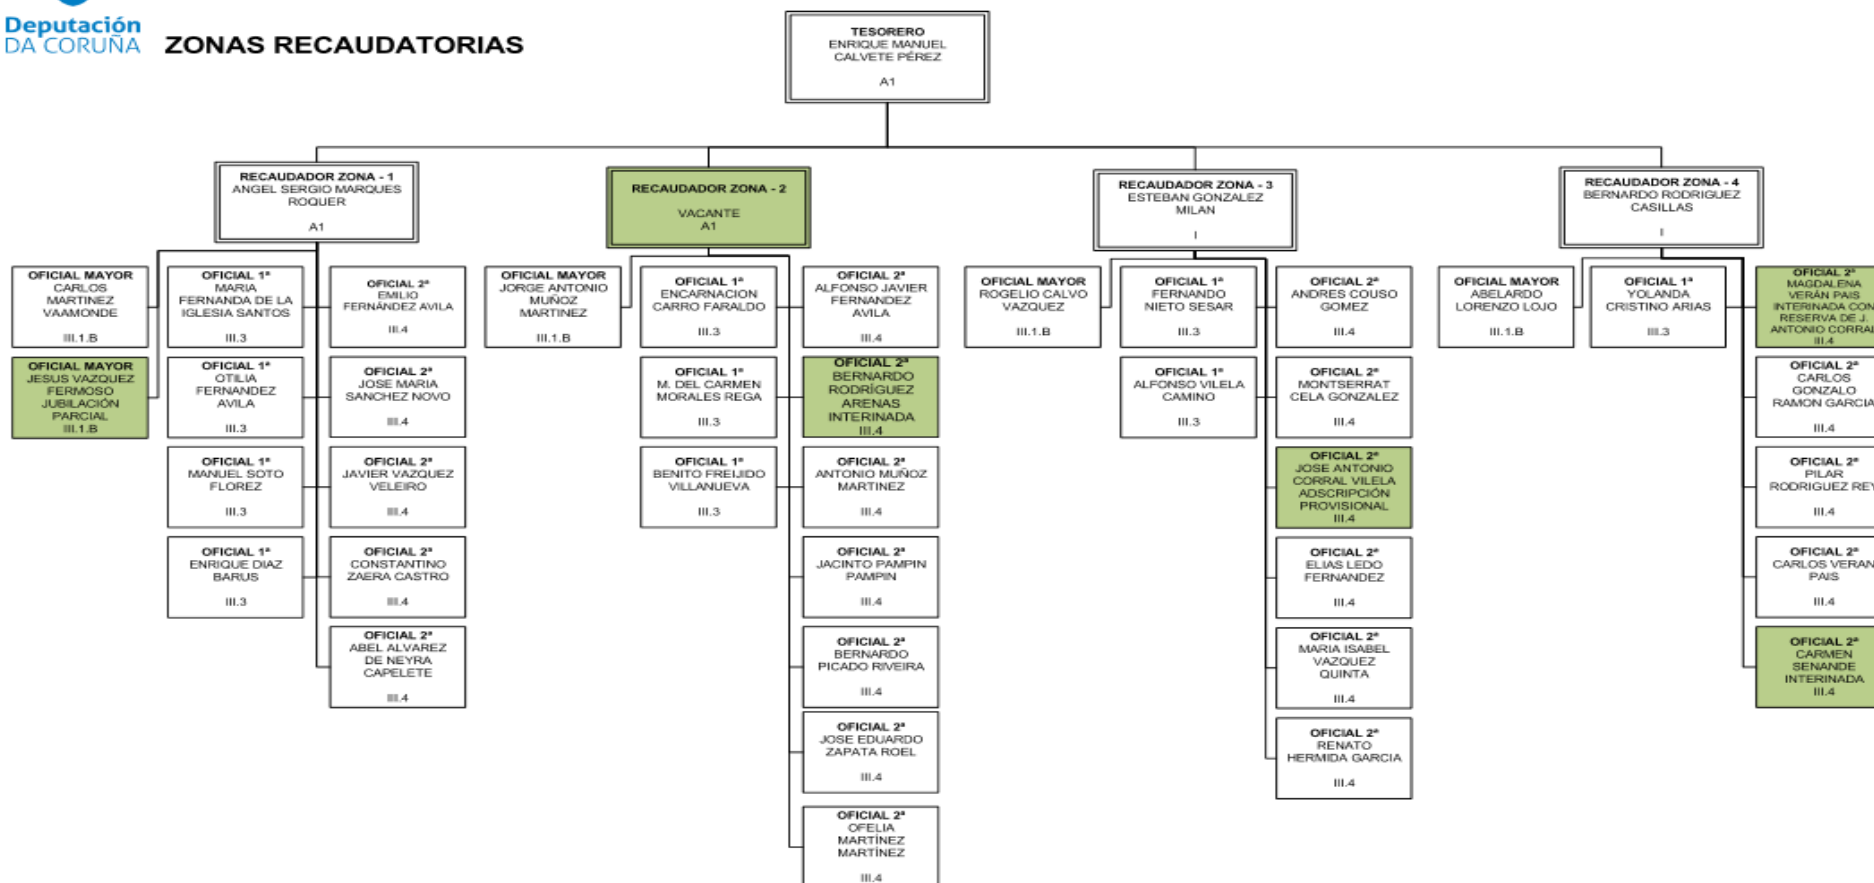 Deputación
DA CORUÑA
ZONAS RECAUDATORIAS
TESORERO
ENRIQUE MANUEL
CALVETE PÉREZ
A1
RECAUDADOR ZONA - 1
ANGEL SERGIO MARQUES
ROQUER
A1
RECAUDADOR ZONA - 2
VACANTE
A1
RECAUDADOR ZONA - 3
ESTEBAN GONZALEZ
MILAN
I
RECAUDADOR ZONA - 4
BERNARDO RODRIGUEZ
CASILLAS
I
OFICIAL MAYOR
CARLOS
MARTINEZ
VAAMONDE
III.1.B
OFICIAL MAYOR
JESUS VAZQUEZ
FERMOSO
JUBILACIÓN
PARCIAL
III.1.B
OFICIAL 1ª
MARIA
FERNANDA DE LA
IGLESIA SANTOS
III.3
OFICIAL 1ª
OTILIA
FERNANDEZ
AVILA
III.3
OFICIAL 1ª
MANUEL SOTO
FLOREZ
III.3
OFICIAL 1ª
ENRIQUE DIAZ
BARUS
III.3
OFICIAL 2ª
EMILIO
FERNÁNDEZ AVILA
III.4
OFICIAL 2ª
JOSE MARIA
SANCHEZ NOVO
III.4
OFICIAL 2ª
JAVIER VAZQUEZ
VELEIRO
III.4
OFICIAL 2ª
CONSTANTINO
ZAERA CASTRO
III.4
OFICIAL 2ª
ABEL ALVAREZ
DE NEYRA
CAPELETE
III.4
OFICIAL MAYOR
JORGE ANTONIO
MUÑOZ
MARTINEZ
III.1.B
OFICIAL 1ª
ENCARNACION
CARRO FARALDO
III.3
OFICIAL 1ª
M. DEL CARMEN
MORALES REGA
III.3
OFICIAL 1ª
BENITO FREIJIDO
VILLANUEVA
III.3
OFICIAL 2ª
ALFONSO JAVIER
FERNANDEZ
AVILA
III.4
OFICIAL 2ª
BERNARDO
RODRÍGUEZ
ARENAS
INTERINADA
III.4
OFICIAL 2ª
ANTONIO MUÑOZ
MARTINEZ
III.4
OFICIAL 2ª
JACINTO PAMPIN
PAMPIN
III.4
OFICIAL 2ª
BERNARDO
PICADO RIVEIRA
III.4
OFICIAL 2ª
JOSE EDUARDO
ZAPATA ROEL
III.4
OFICIAL 2ª
OFELIA
MARTÍNEZ
MARTÍNEZ
III.4
OFICIAL MAYOR
ROGELIO CALVO
VAZQUEZ
III.1.B
OFICIAL 1ª
FERNANDO
NIETO SESAR
III.3
OFICIAL 1ª
ALFONSO VILELA
CAMINO
III.3
OFICIAL 2ª
ANDRES COUSO
GOMEZ
III.4
OFICIAL 2ª
MONTSERRAT
CELA GONZALEZ
III.4
OFICIAL 2ª
JOSE ANTONIO
CORRAL VILELA
ADSCRIPCIÓN
PROVISIONAL
III.4
OFICIAL 2ª
ELIAS LEDO
FERNANDEZ
III.4
OFICIAL 2ª
MARIA ISABEL
VAZQUEZ
QUINTA
III.4
OFICIAL 2ª
RENATO
HERMIDA GARCIA
III.4
OFICIAL MAYOR
ABELARDO
LORENZO LOJO
III.1.B
OFICIAL 1ª
YOLANDA
CRISTINO ARIAS
III.3
OFICIAL 2ª
MAGDALENA
VERÁN PAIS
INTERINADA CON
RESERVA DE J.
ANTONIO CORRAL
III.4
OFICIAL 2ª
CARLOS
GONZALO
RAMON GARCIA
III.4
OFICIAL 2ª
PILAR
RODRIGUEZ REY
III.4
OFICIAL 2ª
CARLOS VERAN
PAIS
III.4
OFICIAL 2ª
CARMEN
SENANDE
INTERINADA
III.4